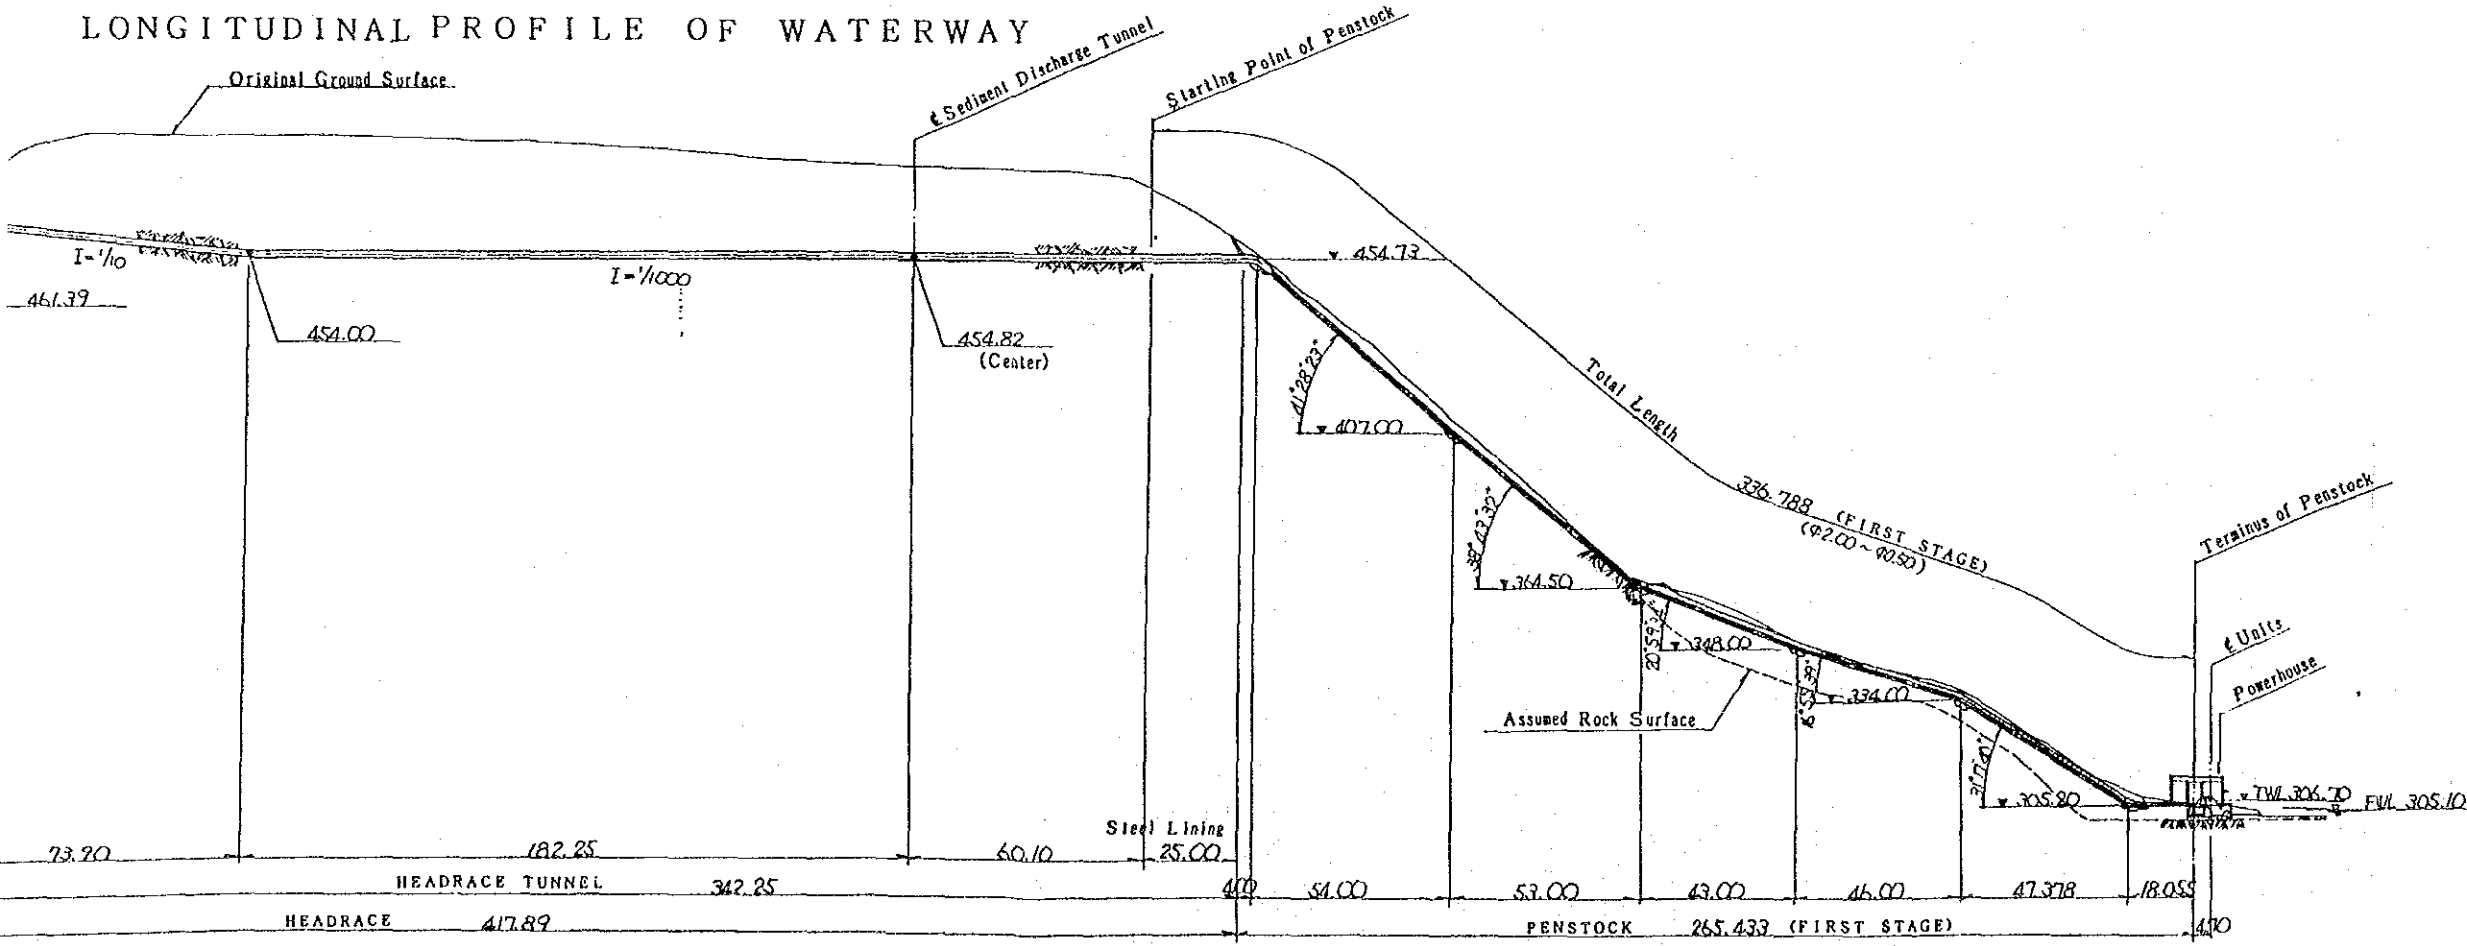 LONGITUDINAL PROFILE OF WATERWAY
Original Ground Surface
℄ Sediment Discharge Tunnel
Starting Point of Penstock
I=1/10
461.39
454.00
I=1/1000
454.82
(Center)
454.73
41°28'23"
407.00
Total Length
336.788 (FIRST STAGE)
(φ2.00~φ0.50)
38°43'32"
364.50
348.00
334.00
Assumed Rock Surface
305.80
Terminus of Penstock
℄ Units
Powerhouse
TWL 306.70
FWL 305.10
Steel Lining
73.90
182.25
60.10
25.00
HEADRACE TUNNEL 342.25
4.00
54.00
53.00
43.00
46.00
47.378
18.055
HEADRACE 417.89
PENSTOCK 265.433 (FIRST STAGE)
4.70